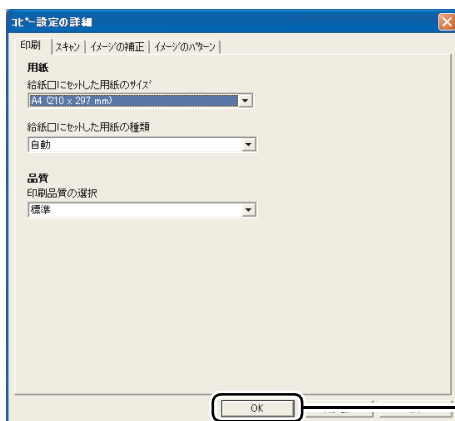 コピー設定の詳細
印刷 スキャン イメージの補正 イメージのパターン
用紙
給紙口にセットした用紙のサイズ
A4 (210 x 297 mm)
給紙口にセットした用紙の種類
自動
品質
印刷品質の選択
標準
OK